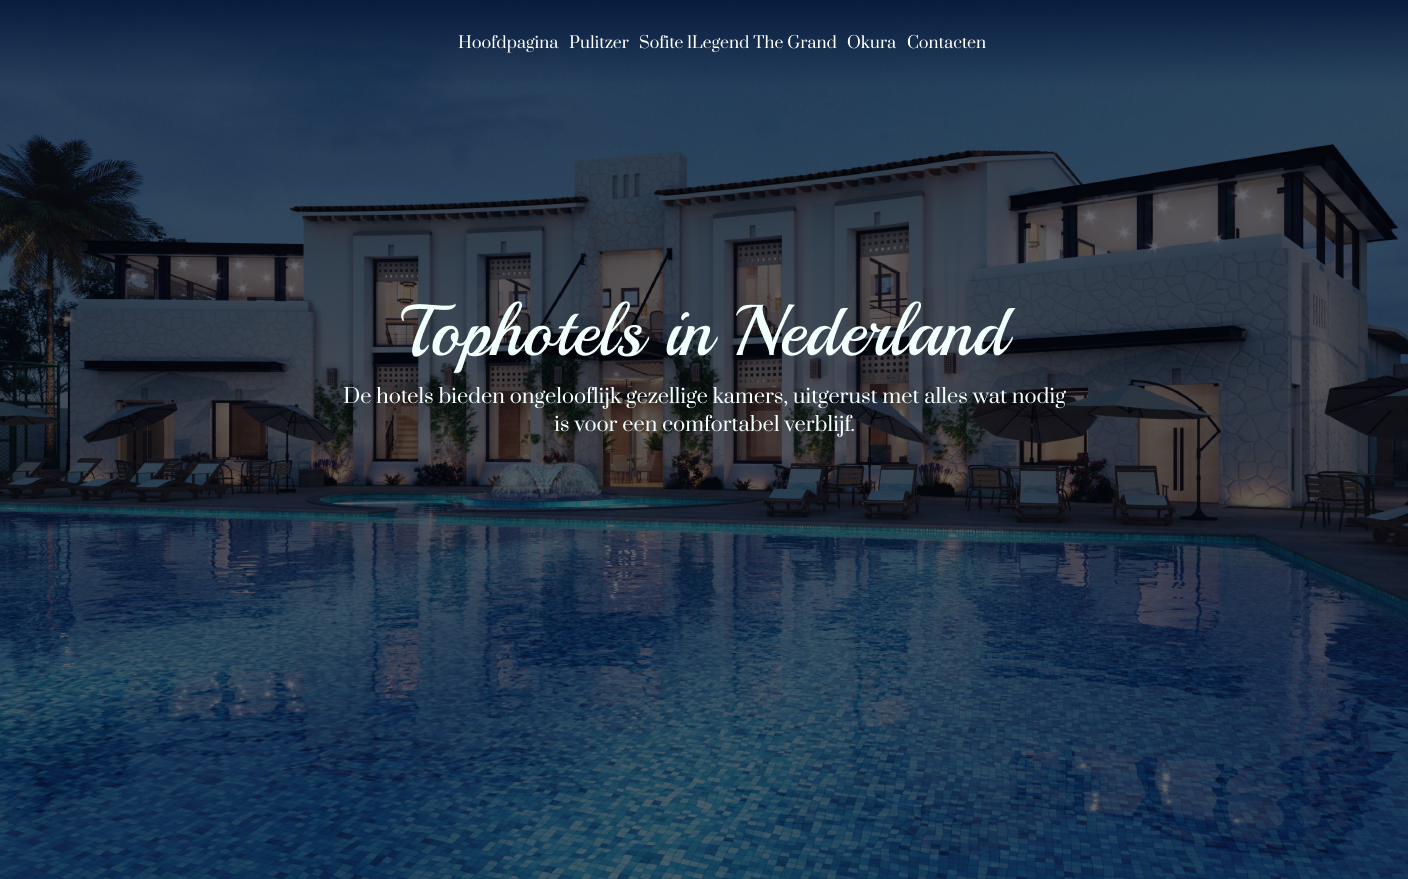 Hoofdpagina Pulitzer Sofite lLegend The Grand Okura Contacten
Tophotels in Nederland
De hotels bieden ongelooflijk gezellige kamers, uitgerust met alles wat nodig
is voor een comfortabel verblijf.